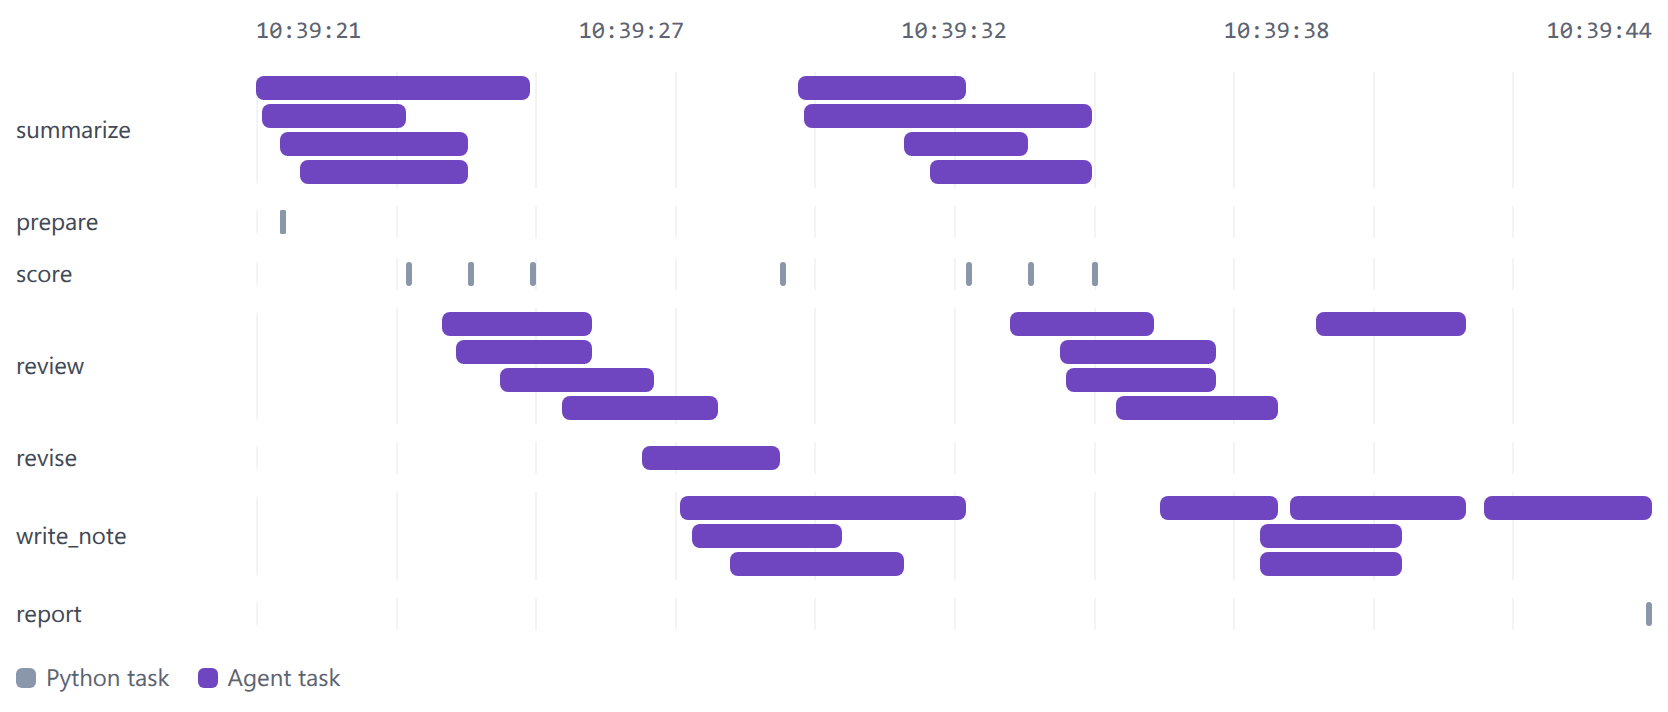 10:39:21 10:39:27 10:39:32 10:39:38 10:39:44
summarize
prepare
score
review
revise
write_note
report
Python task Agent task